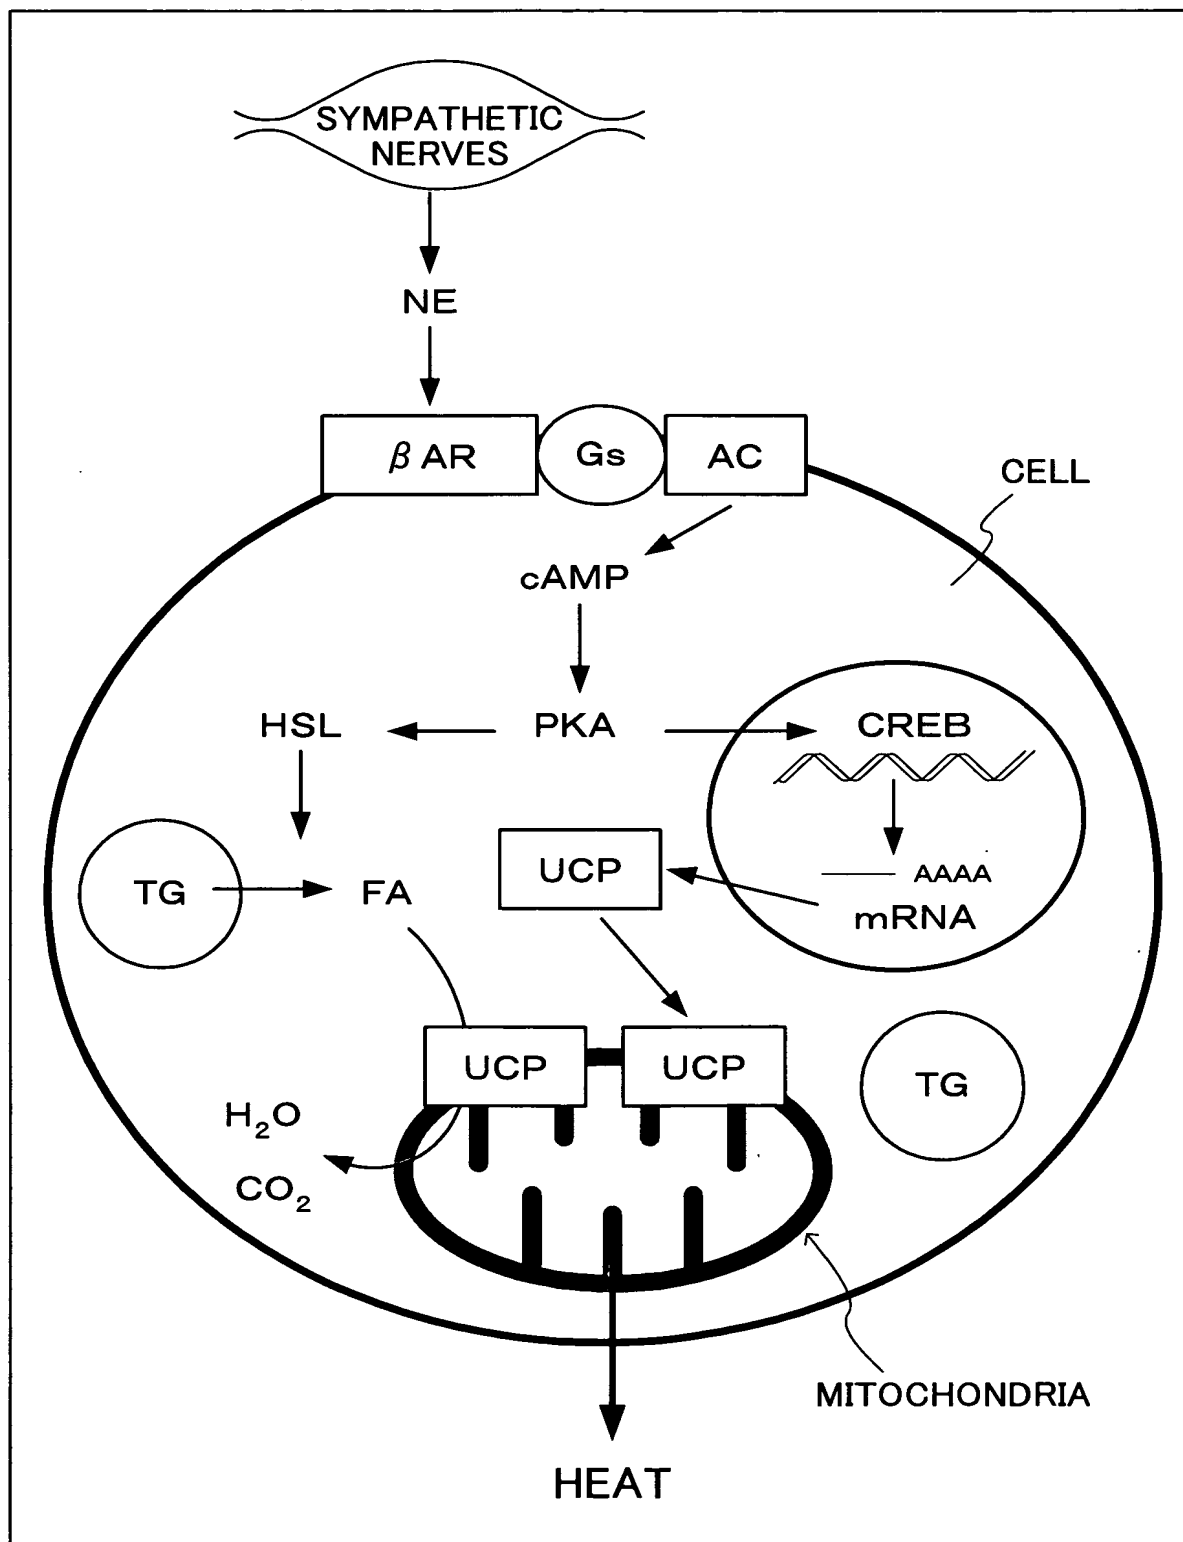 SYMPATHETIC
NERVES
NE
β AR
Gs
AC
CELL
cAMP
HSL
PKA
CREB
UCP
TG
FA
AAAA
mRNA
UCP
UCP
TG
H₂O
CO₂
MITOCHONDRIA
HEAT